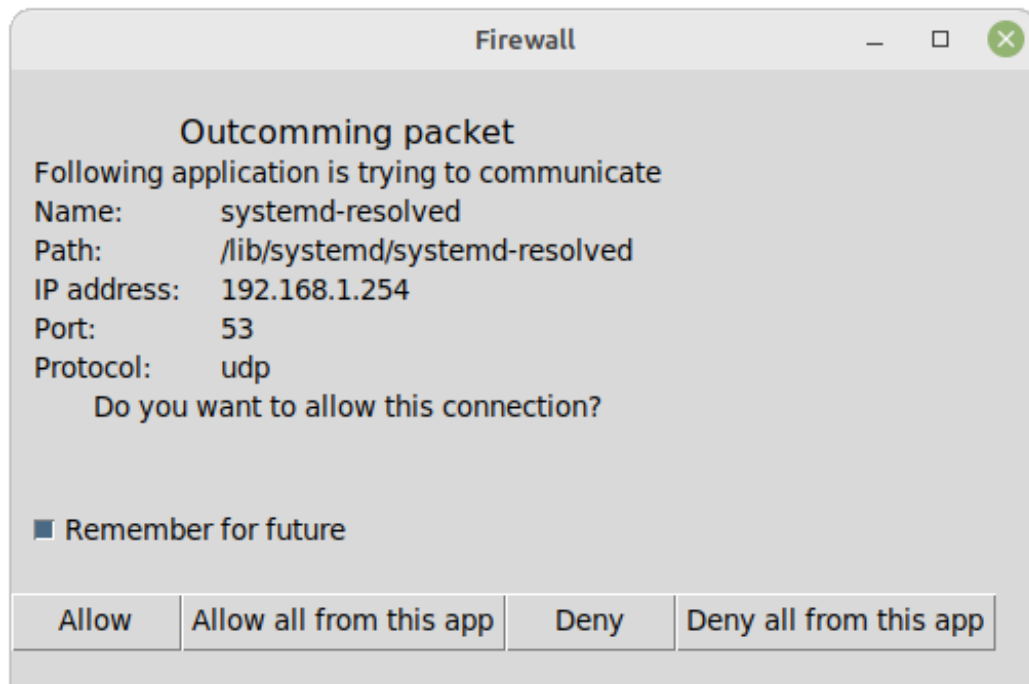 Firewall
Outcomming packet
Following application is trying to communicate
Name: systemd-resolved
Path: /lib/systemd/systemd-resolved
IP address: 192.168.1.254
Port: 53
Protocol: udp
Do you want to allow this connection?
Remember for future
Allow Allow all from this app Deny Deny all from this app